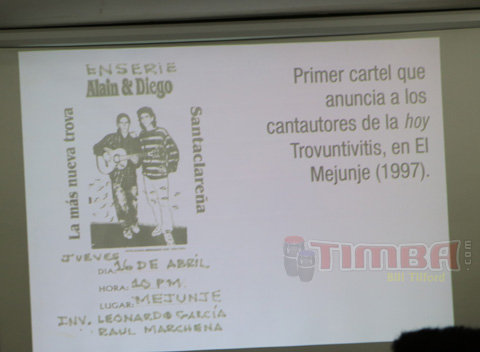 ENSERIE
Alain & Diego
La más nueva trova
Santaclareña
JUEVES
DIA: 16 DE ABRIL
HORA: 10 PM.
LUGAR: MEJUNJE
INV. LEONARDO GARCÍA
RAUL MARCHENA
Primer cartel que
anuncia a los
cantautores de la hoy
Trovuntivitis, en El
Mejunje (1997).
TIMBA
EDU
Bill Tilford